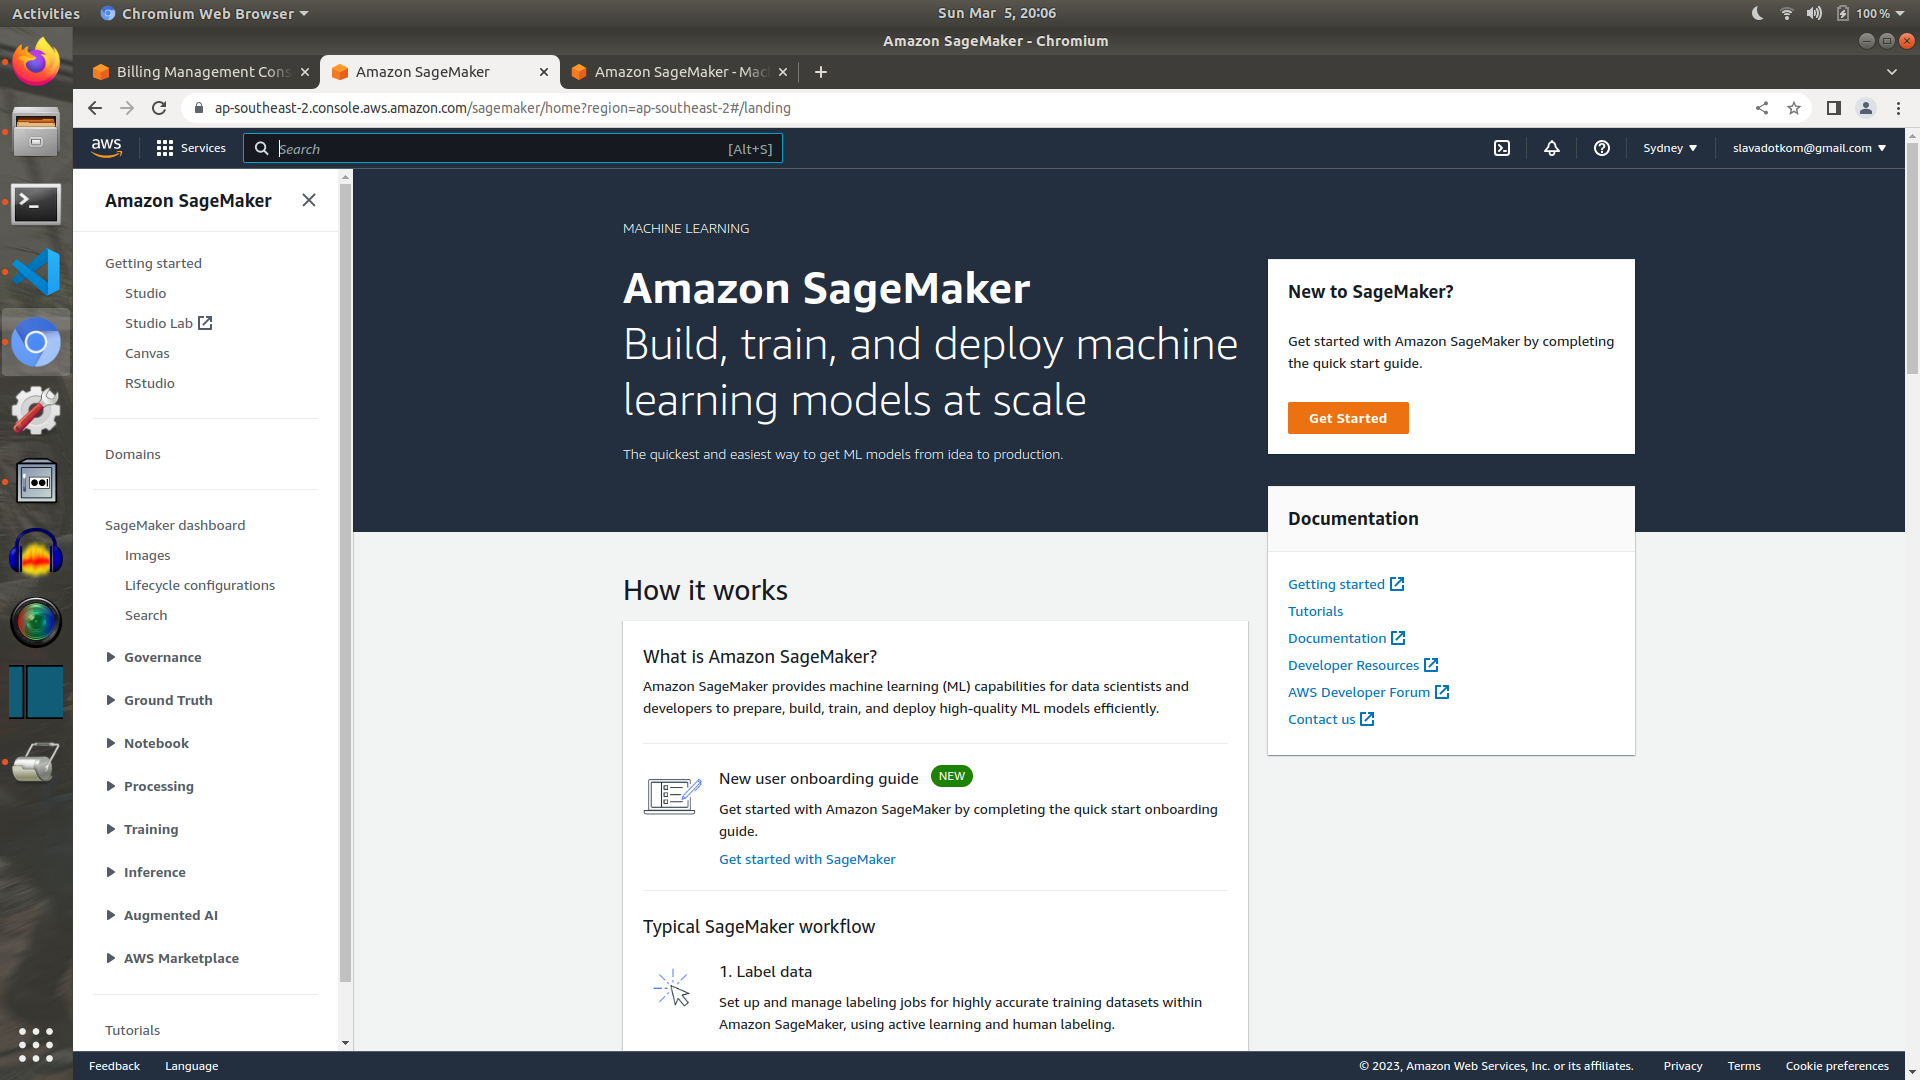 Activities
Chromium Web Browser
Sun Mar 5, 20:06
100 %
Amazon SageMaker - Chromium
Billing Management Cons
Amazon SageMaker
Amazon SageMaker - Mac
ap-southeast-2.console.aws.amazon.com/sagemaker/home?region=ap-southeast-2#/landing
aws
Services
Search
[Alt+S]
Sydney
slavadotkom@gmail.com
Amazon SageMaker
Getting started
Studio
Studio Lab
Canvas
RStudio
Domains
SageMaker dashboard
Images
Lifecycle configurations
Search
Governance
Ground Truth
Notebook
Processing
Training
Inference
Augmented AI
AWS Marketplace
Tutorials
MACHINE LEARNING
Amazon SageMaker
Build, train, and deploy machine
learning models at scale
The quickest and easiest way to get ML models from idea to production.
New to SageMaker?
Get started with Amazon SageMaker by completing
the quick start guide.
Get Started
Documentation
Getting started
Tutorials
Documentation
Developer Resources
AWS Developer Forum
Contact us
How it works
What is Amazon SageMaker?
Amazon SageMaker provides machine learning (ML) capabilities for data scientists and
developers to prepare, build, train, and deploy high-quality ML models efficiently.
New user onboarding guide
NEW
Get started with Amazon SageMaker by completing the quick start onboarding
guide.
Get started with SageMaker
Typical SageMaker workflow
1. Label data
Set up and manage labeling jobs for highly accurate training datasets within
Amazon SageMaker, using active learning and human labeling.
Feedback
Language
© 2023, Amazon Web Services, Inc. or its affiliates.
Privacy
Terms
Cookie preferences